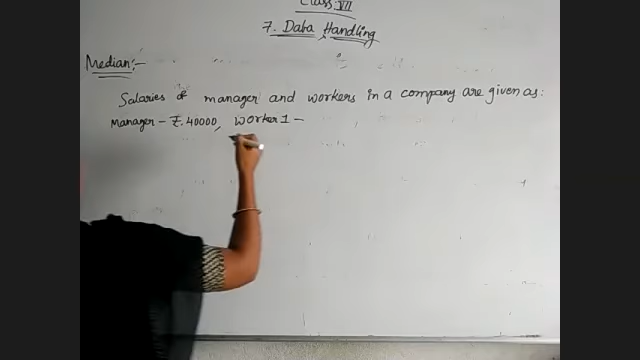 Class: VII
7. Data Handling
Median:-
Salaries of manager and workers in a company are given as:
Manager - ₹. 40000, Worker 1 -